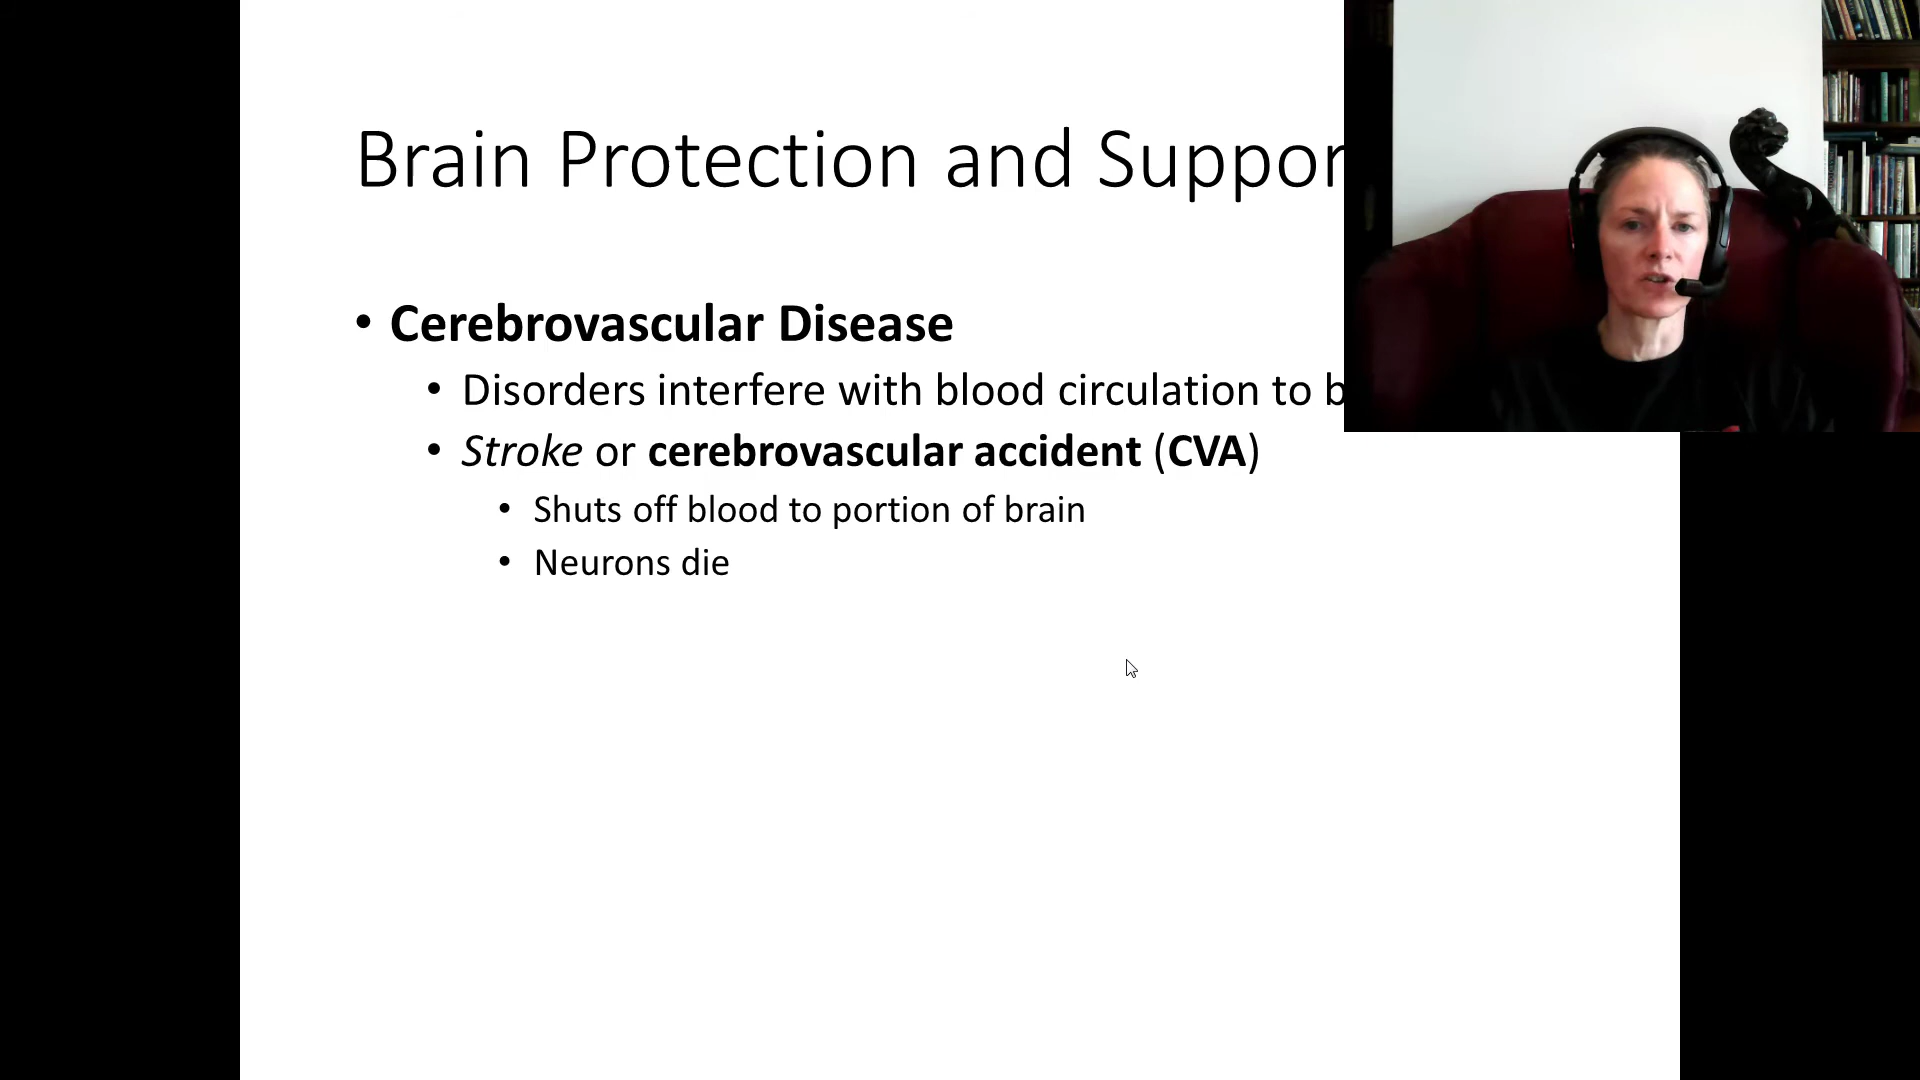 Brain Protection and Suppor
• Cerebrovascular Disease
• Disorders interfere with blood circulation to b
• Stroke or cerebrovascular accident (CVA)
• Shuts off blood to portion of brain
• Neurons die